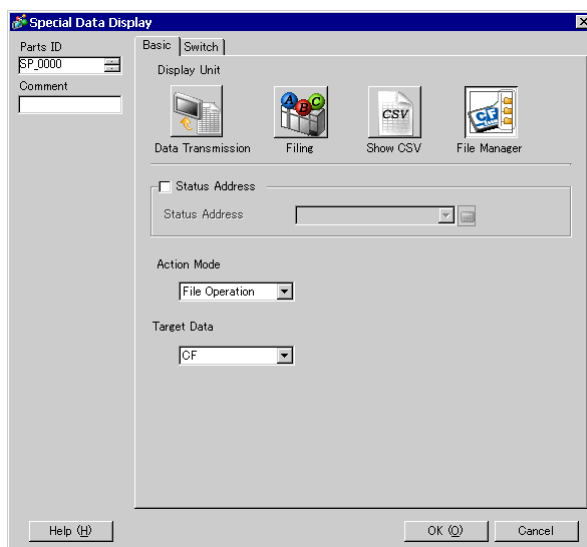 Special Data Display
Parts ID
SP_0000
Comment
Basic
Switch
Display Unit
A B C
CSV
CF
Data Transmission
Filing
Show CSV
File Manager
Status Address
Status Address
Action Mode
File Operation
Target Data
CF
Help (H)
OK (O)
Cancel